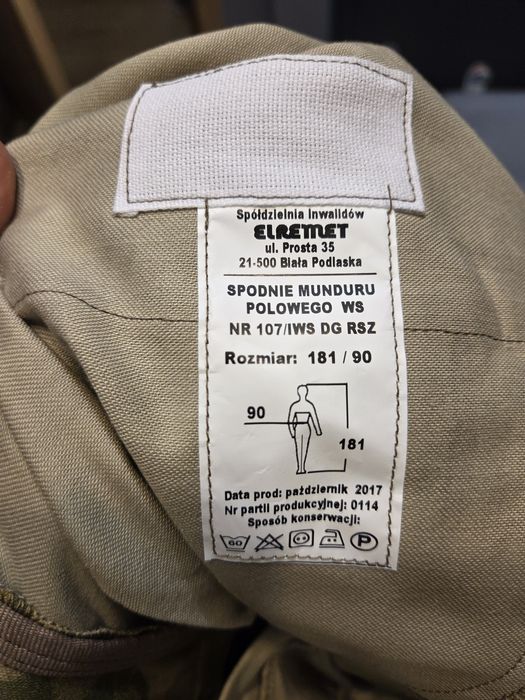 Spółdzielnia Inwalidów
ELREMET
ul. Prosta 35
21-500 Biała Podlaska
SPODNIE MUNDURU
POLOWEGO WS
NR 107/IWS DG RSZ
Rozmiar: 181 / 90
90
181
Data prod: październik 2017
Nr partii produkcyjnej: 0114
Sposób konserwacji:
60 P